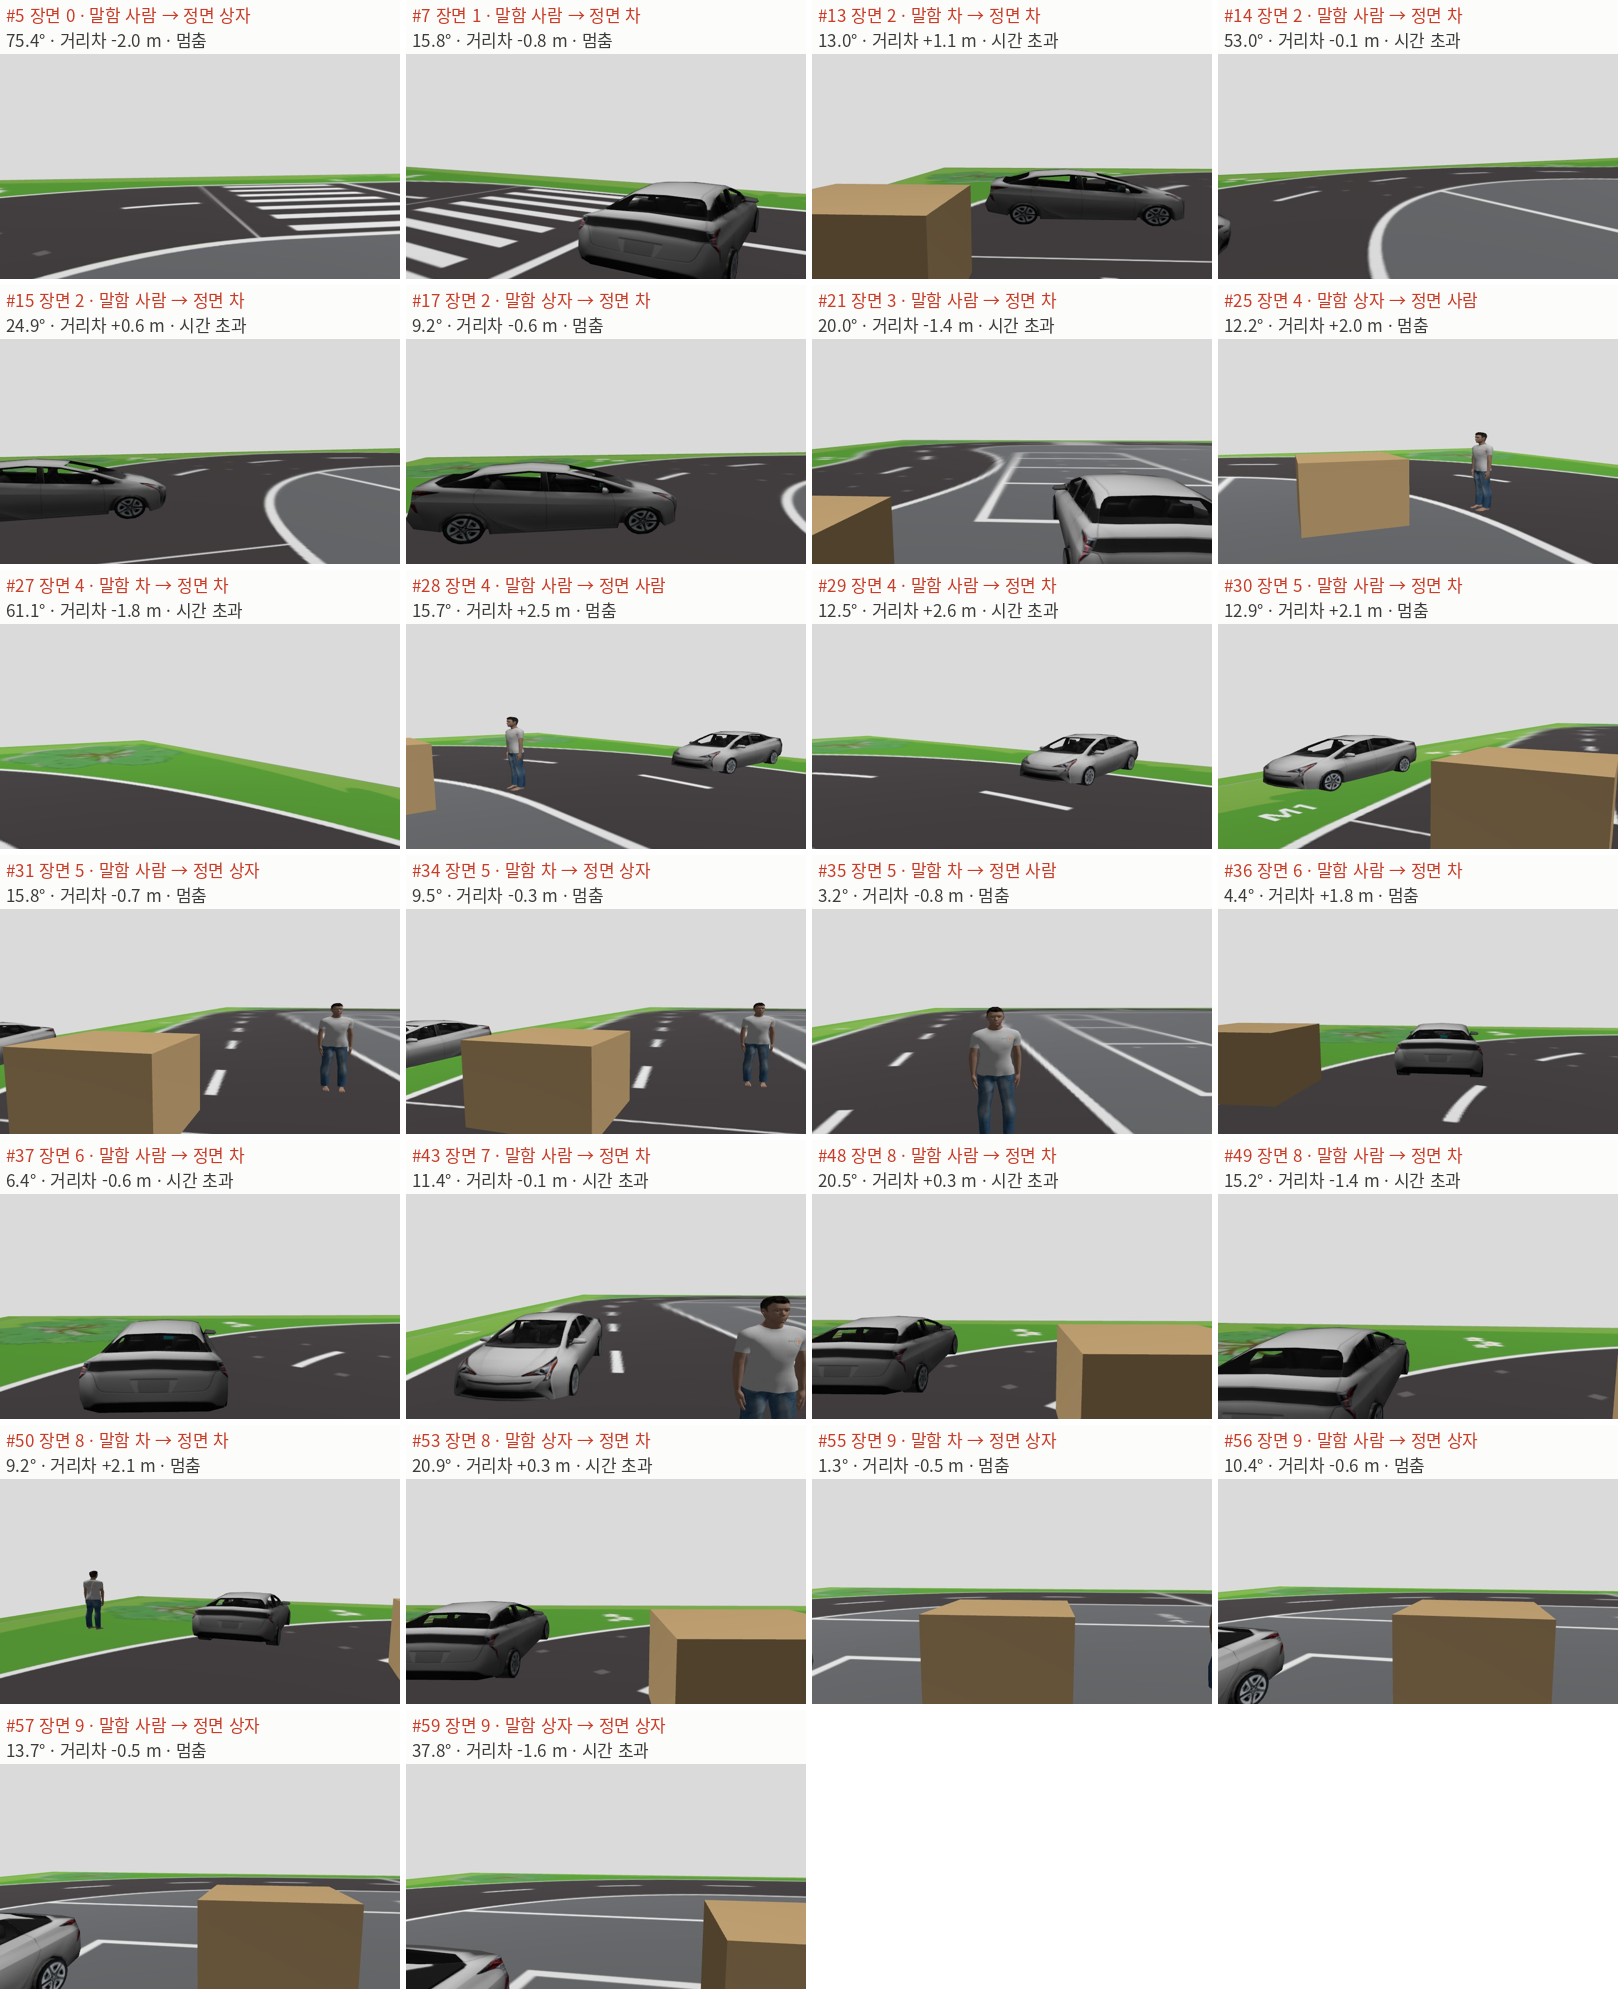 #5 장면 0 · 말함 사람 → 정면 상자
75.4° · 거리차 -2.0 m · 멈춤
#7 장면 1 · 말함 사람 → 정면 차
15.8° · 거리차 -0.8 m · 멈춤
#13 장면 2 · 말함 차 → 정면 차
13.0° · 거리차 +1.1 m · 시간 초과
#14 장면 2 · 말함 사람 → 정면 차
53.0° · 거리차 -0.1 m · 시간 초과
#15 장면 2 · 말함 사람 → 정면 차
24.9° · 거리차 +0.6 m · 시간 초과
#17 장면 2 · 말함 상자 → 정면 차
9.2° · 거리차 -0.6 m · 멈춤
#21 장면 3 · 말함 사람 → 정면 차
20.0° · 거리차 -1.4 m · 시간 초과
#25 장면 4 · 말함 상자 → 정면 사람
12.2° · 거리차 +2.0 m · 멈춤
#27 장면 4 · 말함 차 → 정면 차
61.1° · 거리차 -1.8 m · 시간 초과
#28 장면 4 · 말함 사람 → 정면 사람
15.7° · 거리차 +2.5 m · 멈춤
#29 장면 4 · 말함 사람 → 정면 차
12.5° · 거리차 +2.6 m · 시간 초과
#30 장면 5 · 말함 사람 → 정면 차
12.9° · 거리차 +2.1 m · 멈춤
M1
#31 장면 5 · 말함 사람 → 정면 상자
15.8° · 거리차 -0.7 m · 멈춤
#34 장면 5 · 말함 차 → 정면 상자
9.5° · 거리차 -0.3 m · 멈춤
#35 장면 5 · 말함 차 → 정면 사람
3.2° · 거리차 -0.8 m · 멈춤
#36 장면 6 · 말함 사람 → 정면 차
4.4° · 거리차 +1.8 m · 멈춤
#37 장면 6 · 말함 사람 → 정면 차
6.4° · 거리차 -0.6 m · 시간 초과
#43 장면 7 · 말함 사람 → 정면 차
11.4° · 거리차 -0.1 m · 시간 초과
#48 장면 8 · 말함 사람 → 정면 차
20.5° · 거리차 +0.3 m · 시간 초과
#49 장면 8 · 말함 사람 → 정면 차
15.2° · 거리차 -1.4 m · 시간 초과
#50 장면 8 · 말함 차 → 정면 차
9.2° · 거리차 +2.1 m · 멈춤
#53 장면 8 · 말함 상자 → 정면 차
20.9° · 거리차 +0.3 m · 시간 초과
#55 장면 9 · 말함 차 → 정면 상자
1.3° · 거리차 -0.5 m · 멈춤
#56 장면 9 · 말함 사람 → 정면 상자
10.4° · 거리차 -0.6 m · 멈춤
#57 장면 9 · 말함 사람 → 정면 상자
13.7° · 거리차 -0.5 m · 멈춤
#59 장면 9 · 말함 상자 → 정면 상자
37.8° · 거리차 -1.6 m · 시간 초과